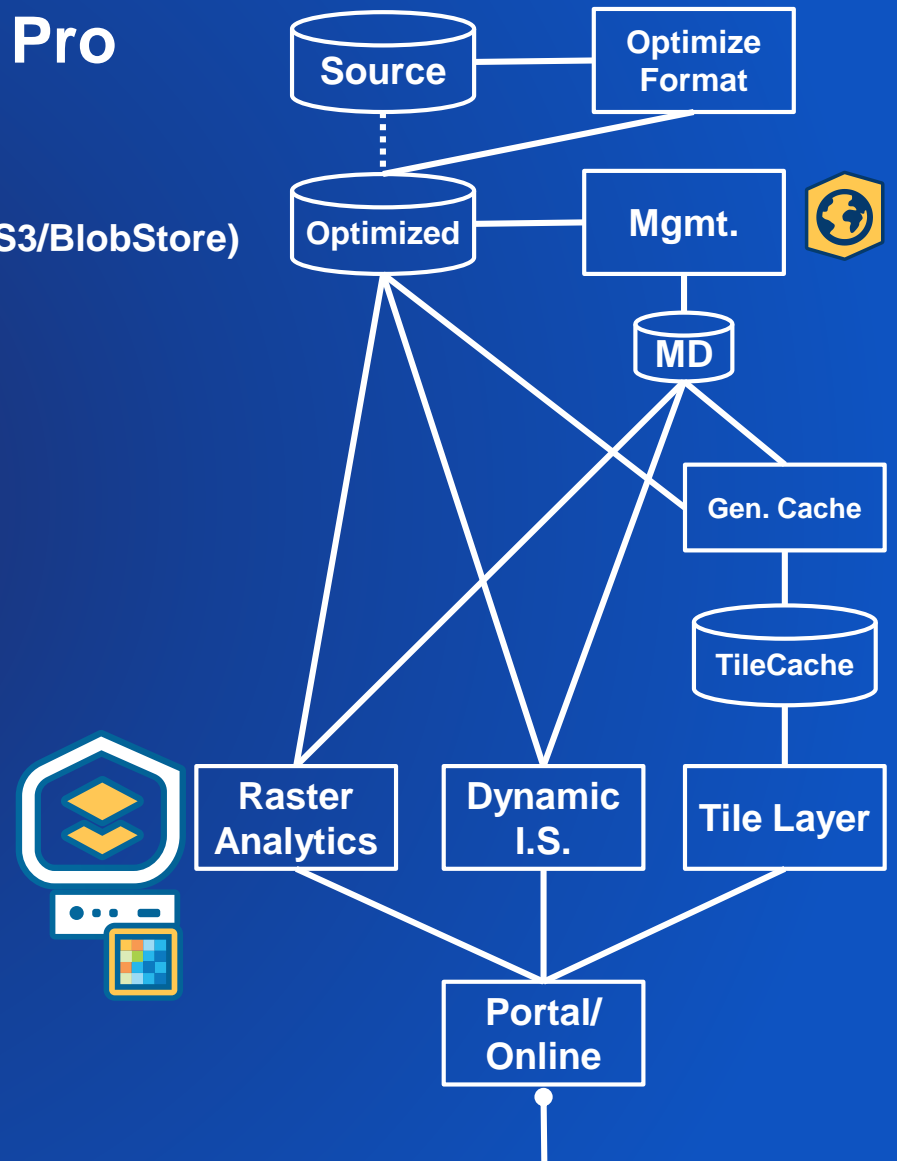 Pro
Source
Optimize
Format
S3/BlobStore)
Optimized
Mgmt.
MD
Gen. Cache
TileCache
Raster
Analytics
Dynamic
I.S.
Tile Layer
Portal/
Online